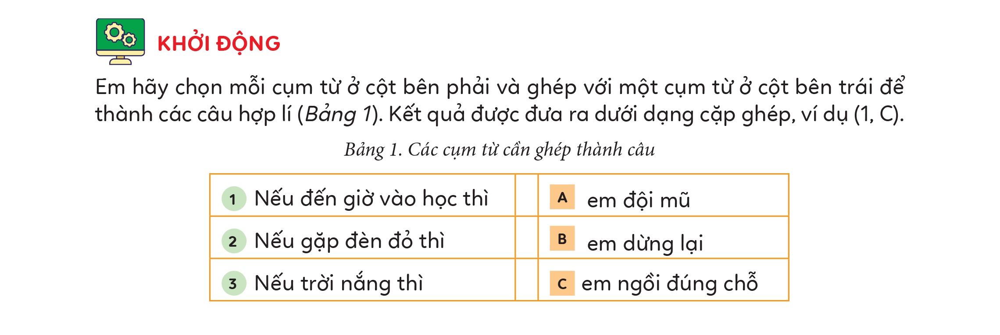 KHỞI ĐỘNG
Em hãy chọn mỗi cụm từ ở cột bên phải và ghép với một cụm từ ở cột bên trái để
thành các câu hợp lí (Bảng 1). Kết quả được đưa ra dưới dạng cặp ghép, ví dụ (1, C).
Bảng 1. Các cụm từ cần ghép thành câu
1 Nếu đến giờ vào học thì A em đội mũ
2 Nếu gặp đèn đỏ thì B em dừng lại
3 Nếu trời nắng thì C em ngồi đúng chỗ